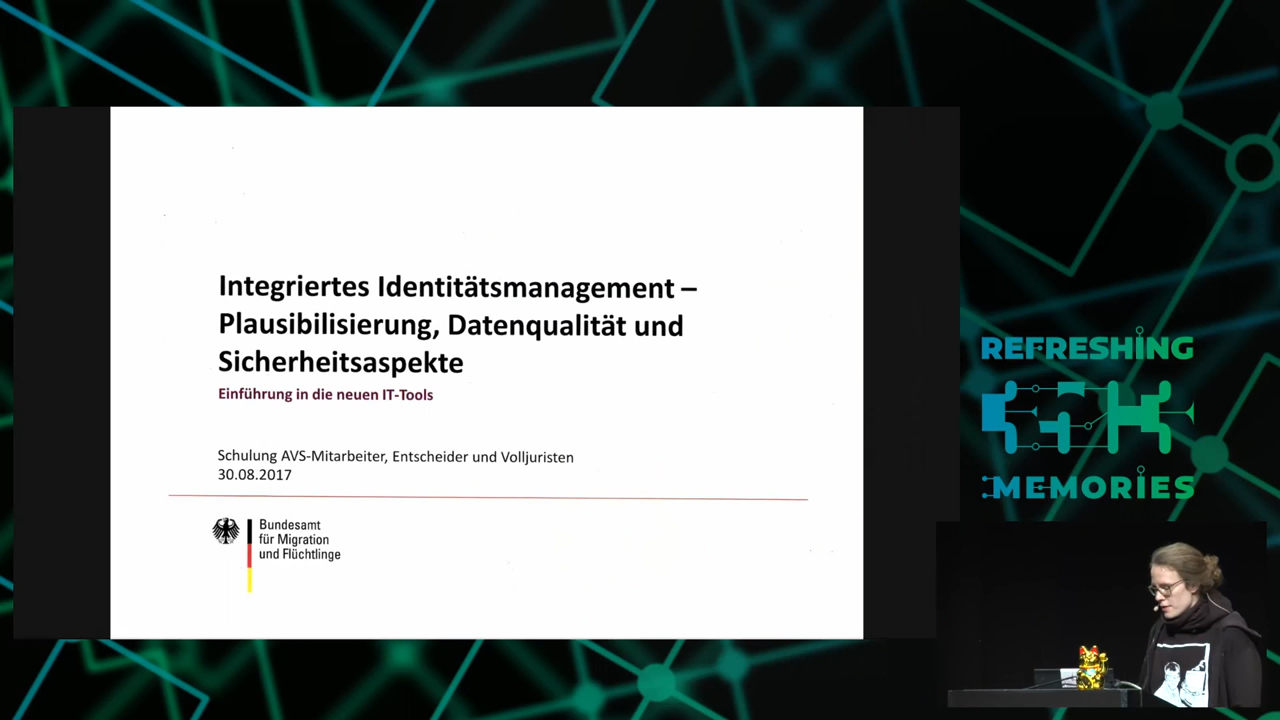 Integriertes Identitätsmanagement –
Plausibilisierung, Datenqualität und
Sicherheitsaspekte
Einführung in die neuen IT-Tools
Schulung AVS-Mitarbeiter, Entscheider und Volljuristen
30.08.2017
Bundesamt
für Migration
und Flüchtlinge
REFRESHING
MEMORIES